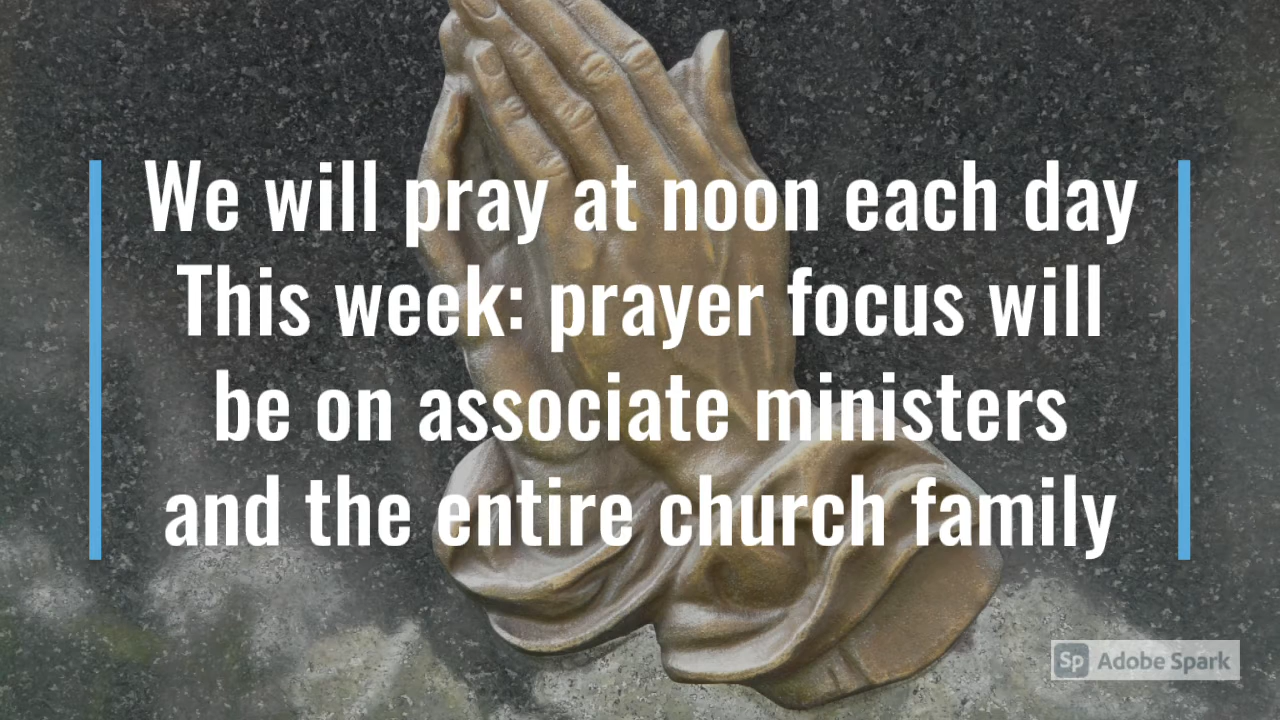 We will pray at noon each day
This week: prayer focus will
be on associate ministers
and the entire church family
Sp Adobe Spark